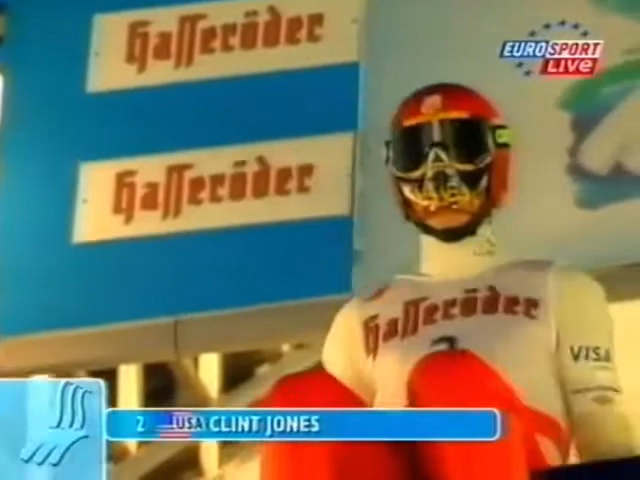 Hasseröder
EUROSPORT
LIVE
Hasseröder
Hasseröder
VISA
2 USA CLINT JONES